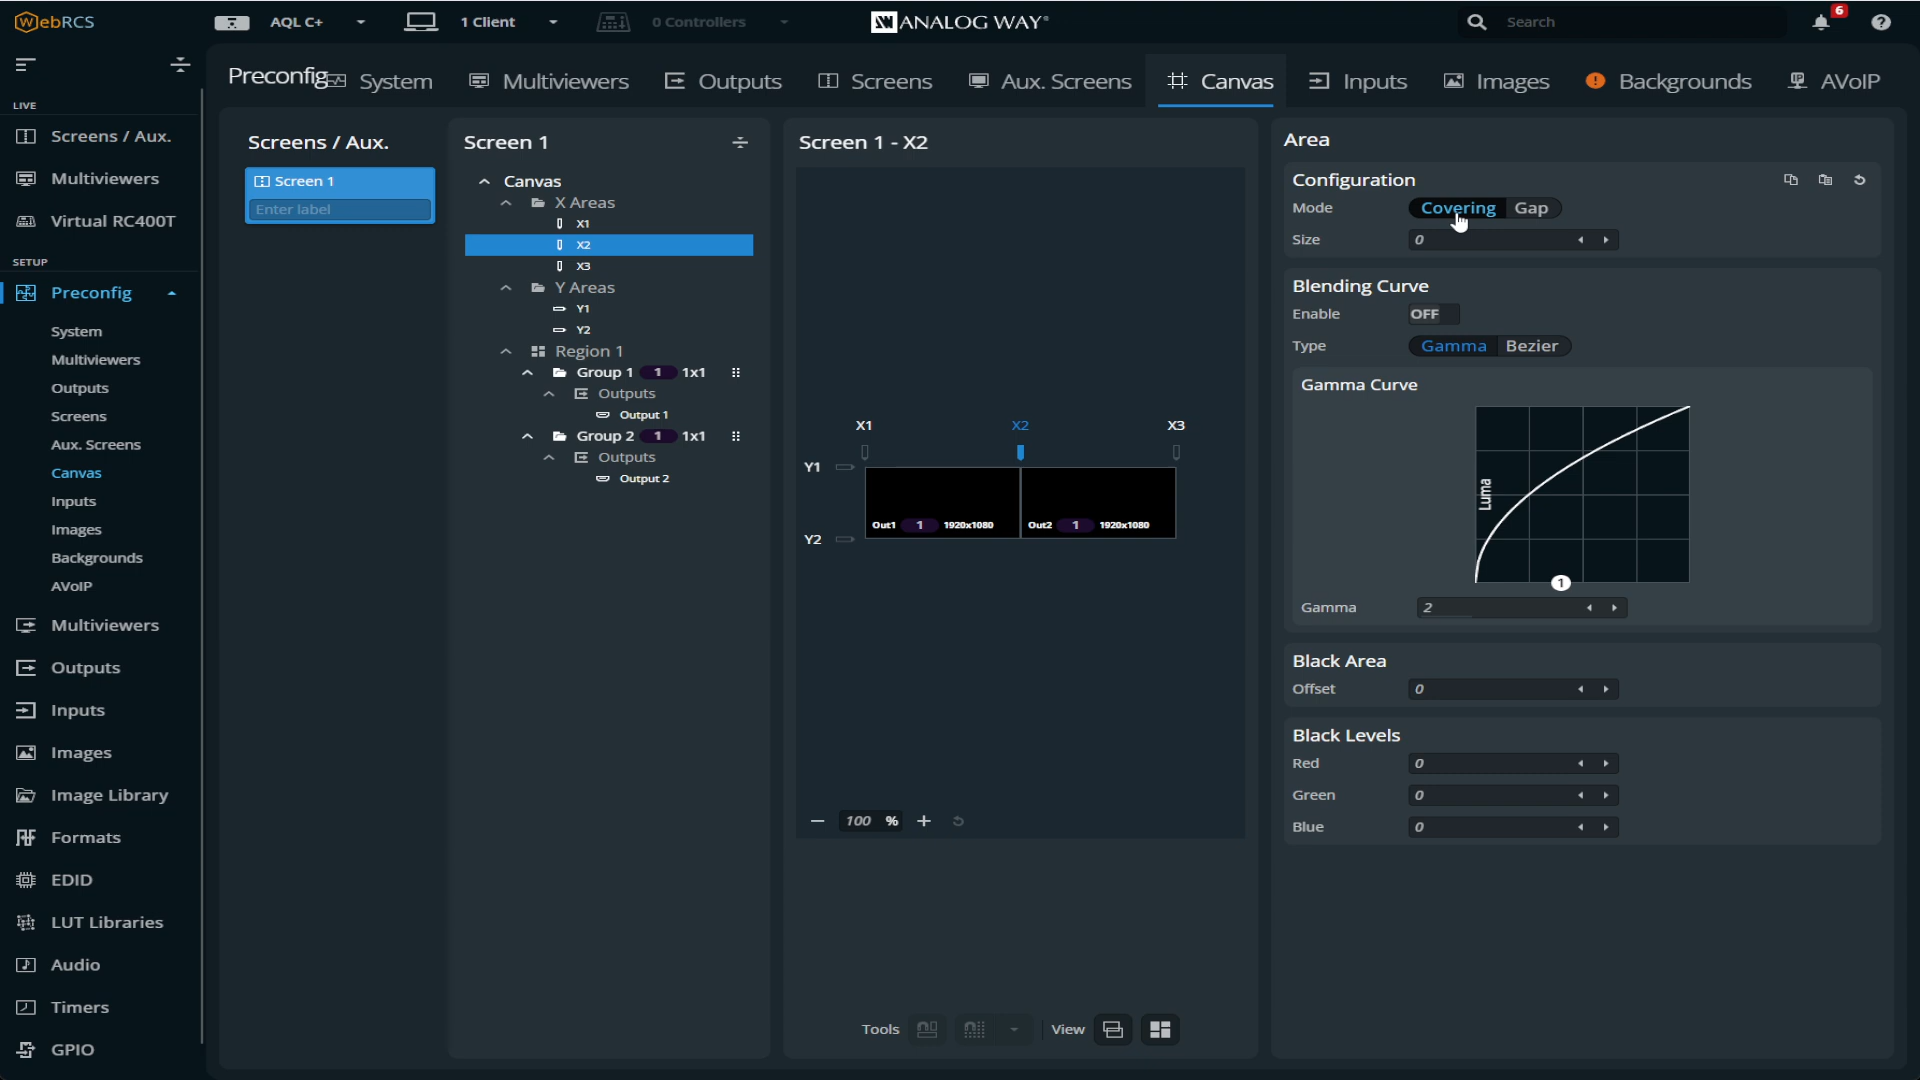 WebRCS
AQL C+
1 Client
0 Controllers
ANALOG WAY®
Search
6
Preconfig
System
Multiviewers
Outputs
Screens
Aux. Screens
Canvas
Inputs
Images
Backgrounds
AVoIP
LIVE
Screens / Aux.
Multiviewers
Virtual RC400T
SETUP
Preconfig
System
Multiviewers
Outputs
Screens
Aux. Screens
Canvas
Inputs
Images
Backgrounds
AVoIP
Multiviewers
Outputs
Inputs
Images
Image Library
Formats
EDID
LUT Libraries
Audio
Timers
GPIO
Screens / Aux.
Screen 1
Enter label
Screen 1
Canvas
X Areas
X1
X2
X3
Y Areas
Y1
Y2
Region 1
Group 1 1 1x1
Outputs
Output 1
Group 2 1 1x1
Outputs
Output 2
Screen 1 - X2
X1 X2 X3
Y1
Out1 1 1920x1080 Out2 1 1920x1080
Y2
100 %
Tools
View
Area
Configuration
Mode Covering Gap
Size 0
Blending Curve
Enable OFF
Type Gamma Bezier
Gamma Curve
Luma
1
Gamma 2
Black Area
Offset 0
Black Levels
Red 0
Green 0
Blue 0